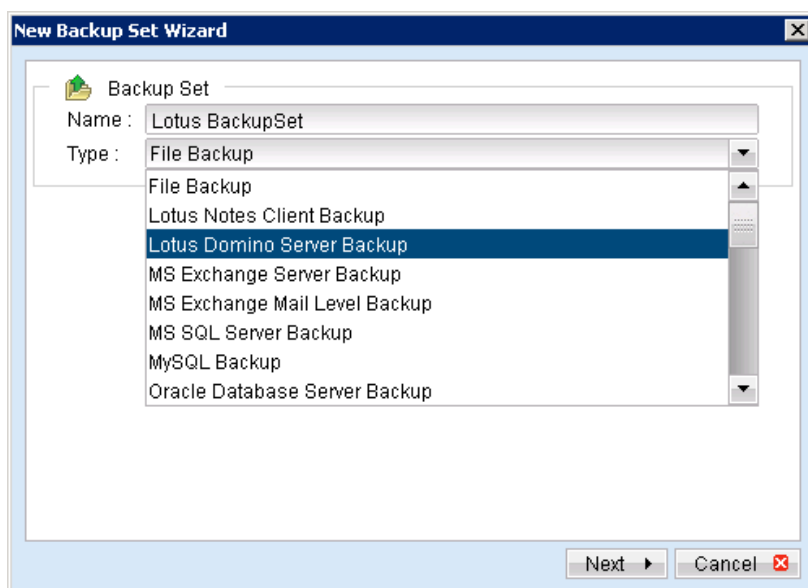 New Backup Set Wizard
Backup Set
Name : Lotus BackupSet
Type : File Backup
File Backup
Lotus Notes Client Backup
Lotus Domino Server Backup
MS Exchange Server Backup
MS Exchange Mail Level Backup
MS SQL Server Backup
MySQL Backup
Oracle Database Server Backup
Next Cancel